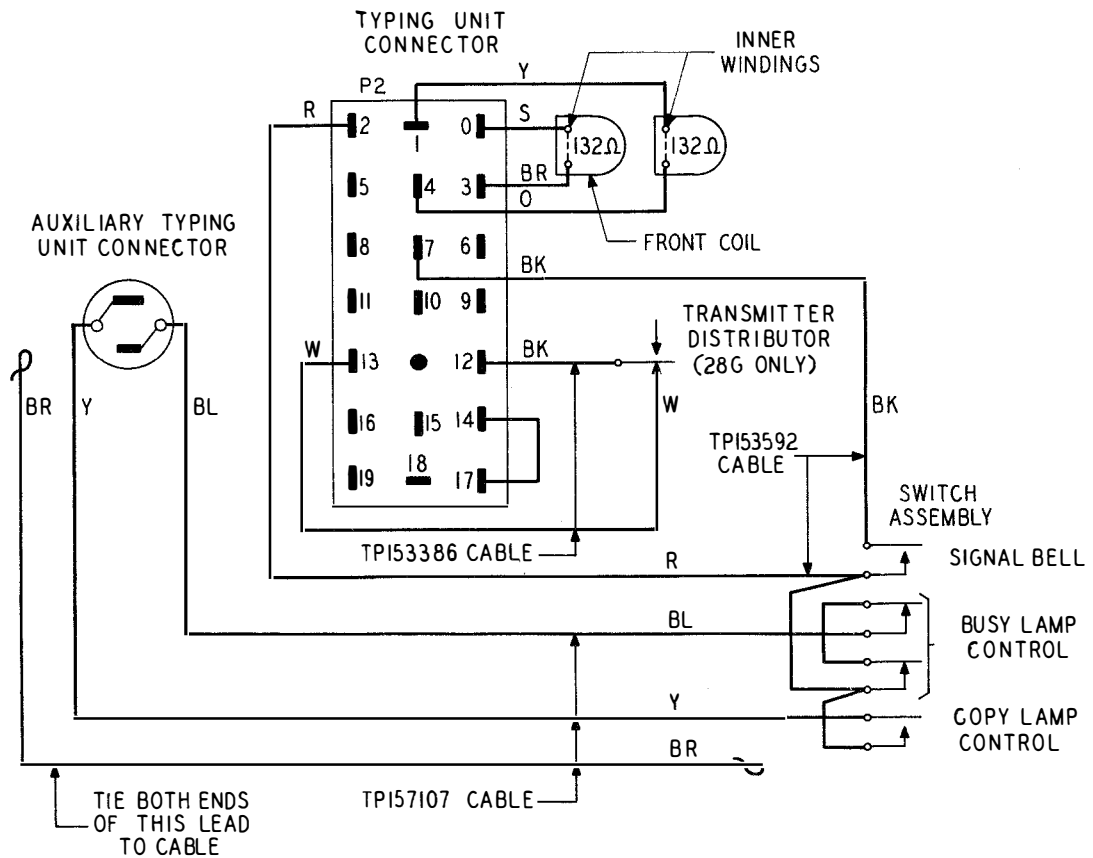 TYPING UNIT
CONNECTOR
INNER
WINDINGS
P2
Y
R
2
1
0
S
132Ω
132Ω
5
4
3
BR
O
FRONT COIL
AUXILIARY TYPING
UNIT CONNECTOR
8
7
6
BK
11
10
9
TRANSMITTER
DISTRIBUTOR
(28G ONLY)
W
13
12
BK
BR
Y
BL
W
BK
16
15
14
TP153592
CABLE
19
18
17
SWITCH
ASSEMBLY
TP153386 CABLE
R
SIGNAL BELL
BL
BUSY LAMP
CONTROL
Y
COPY LAMP
CONTROL
BR
TIE BOTH ENDS
OF THIS LEAD
TO CABLE
TP157107 CABLE